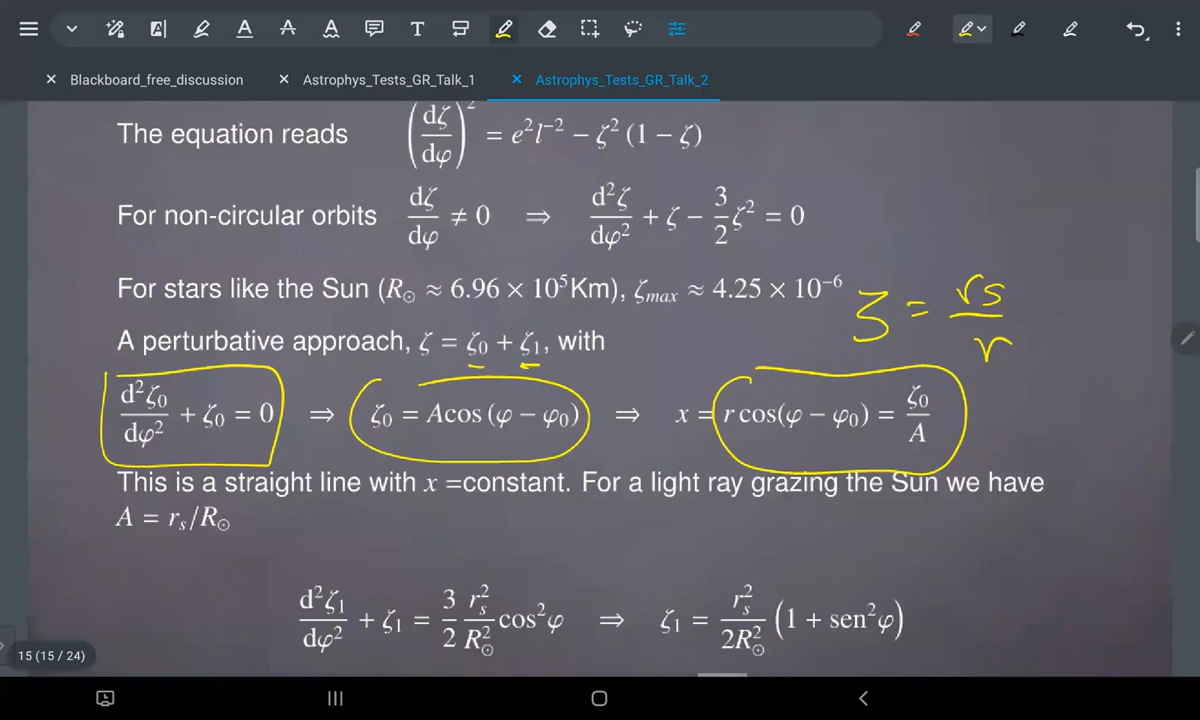 Blackboard_free_discussion
Astrophys_Tests_GR_Talk_1
Astrophys_Tests_GR_Talk_2
The equation reads (dζ/dφ)² = e²l⁻² − ζ² (1 − ζ)
For non-circular orbits dζ/dφ ≠ 0 ⇒ d²ζ/dφ² + ζ − 3/2 ζ² = 0
For stars like the Sun (R⊙ ≈ 6.96 × 10⁵Km), ζmax ≈ 4.25 × 10⁻⁶
ζ = rs/r
A perturbative approach, ζ = ζ₀ + ζ₁, with
d²ζ₀/dφ² + ζ₀ = 0 ⇒ ζ₀ = Acos (φ − φ₀) ⇒ x = r cos(φ − φ₀) = ζ₀/A
This is a straight line with x =constant. For a light ray grazing the Sun we have
A = rₛ/R⊙
d²ζ₁/dφ² + ζ₁ = 3/2 rₛ²/R⊙² cos²φ ⇒ ζ₁ = rₛ²/2R⊙² (1 + sen²φ)
15 (15 / 24)